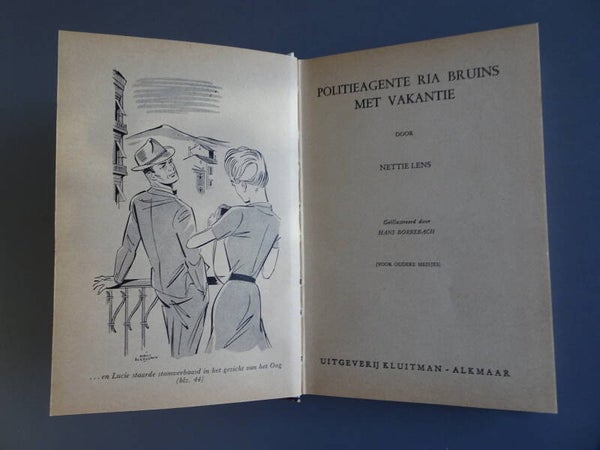 ...en Lucie staarde stomverbaasd in het gezicht van het Oog
(blz. 44)
POLITIEAGENTE RIA BRUINS
MET VAKANTIE
DOOR
NETTIE LENS
Geïllustreerd door
HANS BORREBACH
(VOOR OUDERE MEISJES)
UITGEVERIJ KLUITMAN - ALKMAAR